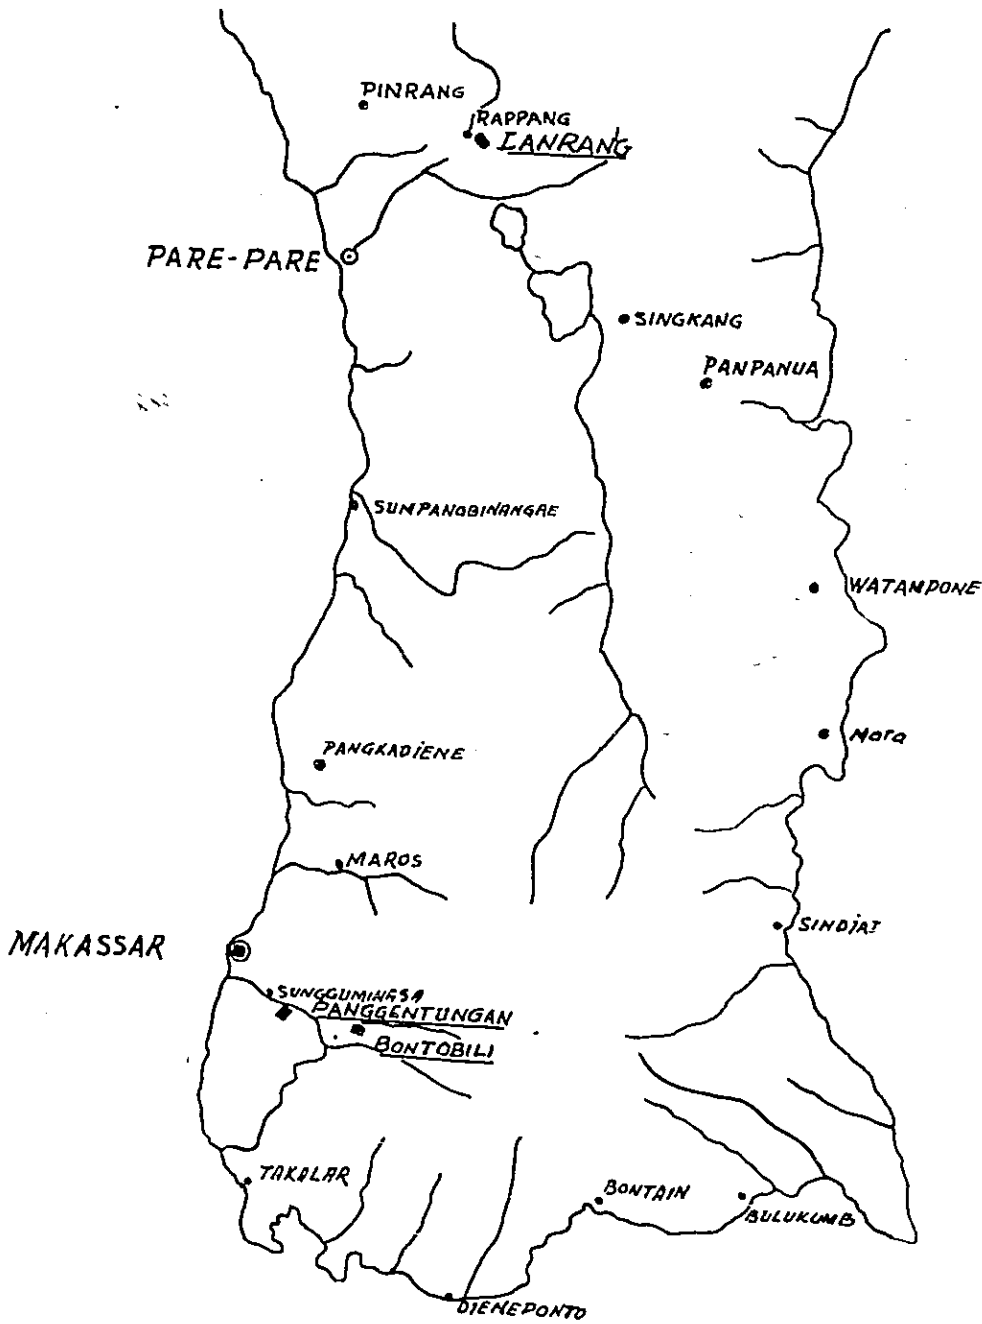 PINRANG
RAPPANG
LANRANG
PARE-PARE
SINGKANG
PANPANUA
SUMPANOBINANGAE
WATAMPONE
Mara
PANGKADIENE
MAROS
MAKASSAR
SINDJAI
SUNGGUMINASA
PANGGENTUNGAN
BONTOBILI
TAKALAR
BONTAIN
BULUKUMB
DJENEPONTO